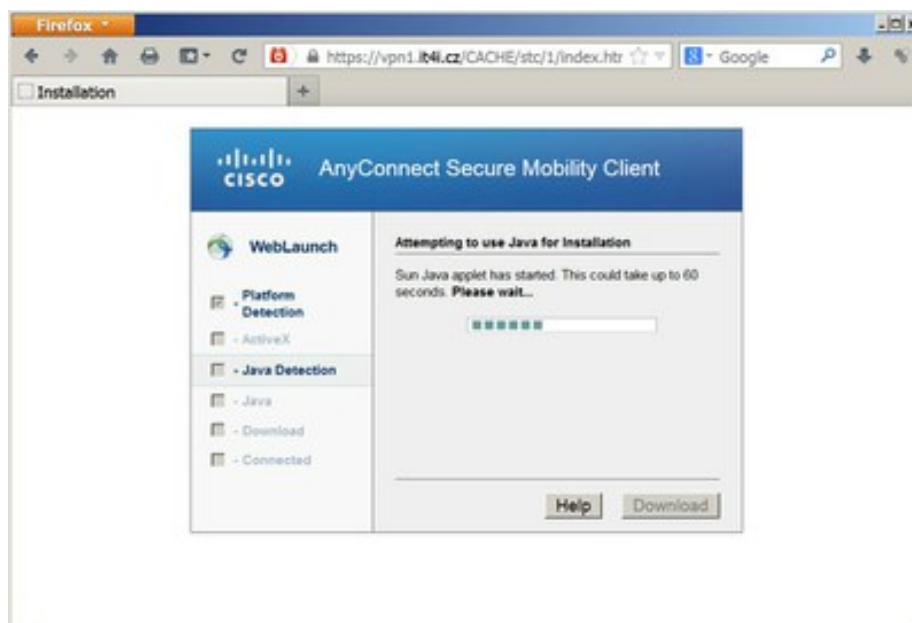 Firefox
https://vpn1.it4i.cz/CACHE/stc/1/index.htr
Google
Installation
CISCO
AnyConnect Secure Mobility Client
WebLaunch
- Platform
Detection
- ActiveX
- Java Detection
- Java
- Download
- Connected
Attempting to use Java for Installation
Sun Java applet has started. This could take up to 60
seconds. Please wait...
Help
Download